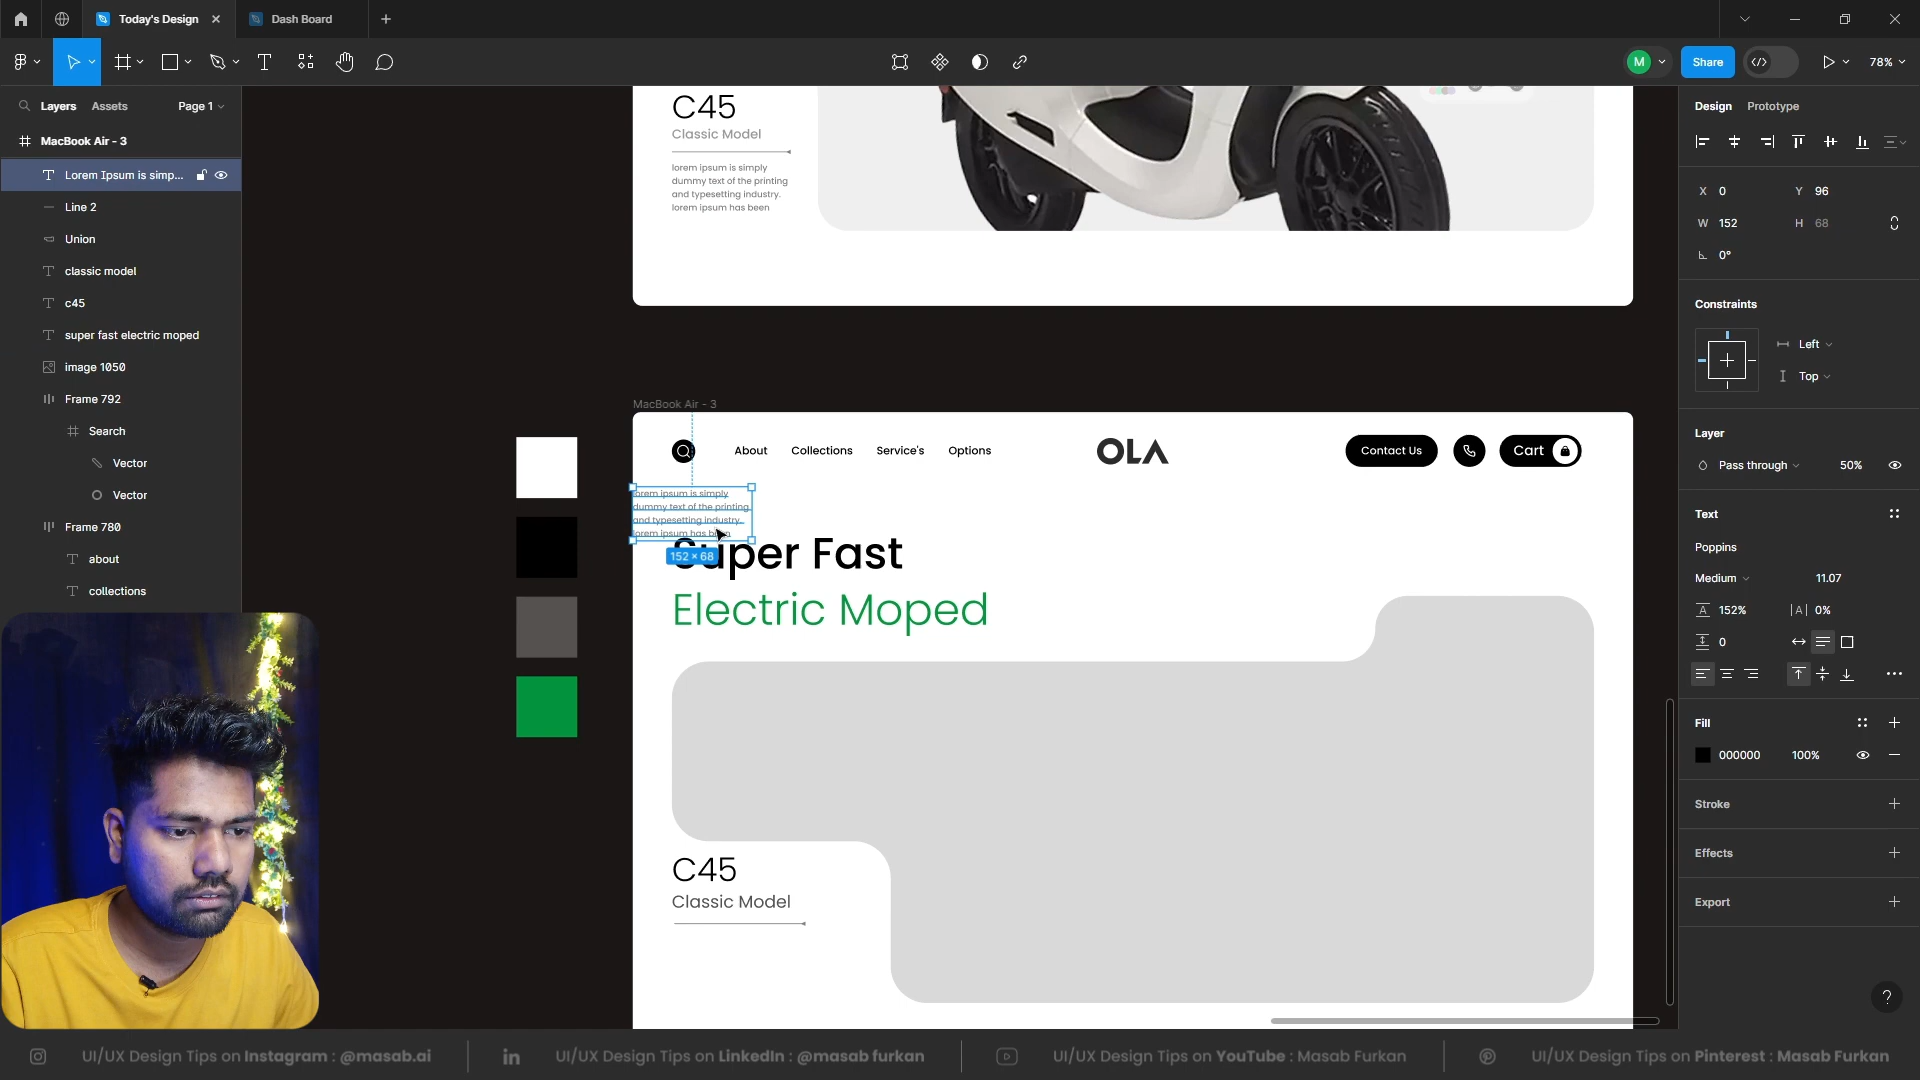 Today's Design
Dash Board
M
Share
78%
Layers
Assets
Page 1
Design
Prototype
MacBook Air - 3
Lorem Ipsum is simp...
Line 2
Union
classic model
c45
super fast electric moped
image 1050
Frame 792
Search
Vector
Vector
Frame 780
about
collections
C45
Classic Model
lorem ipsum is simply
dummy text of the printing
and typesetting industry.
lorem ipsum has been
MacBook Air - 3
About
Collections
Service's
Options
OLA
Contact Us
Cart
lorem ipsum is simply
dummy text of the printing
and typesetting industry.
lorem ipsum has been
152 × 68
Super Fast
Electric Moped
C45
Classic Model
X 0
Y 96
W 152
H 68
0°
Constraints
Left
Top
Layer
Pass through
50%
Text
Poppins
Medium
11.07
A 152%
|A| 0%
0
Fill
000000
100%
Stroke
Effects
Export
?
UI/UX Design Tips on Instagram : @masab.ai
UI/UX Design Tips on LinkedIn : @masab furkan
UI/UX Design Tips on YouTube : Masab Furkan
UI/UX Design Tips on Pinterest : Masab Furkan